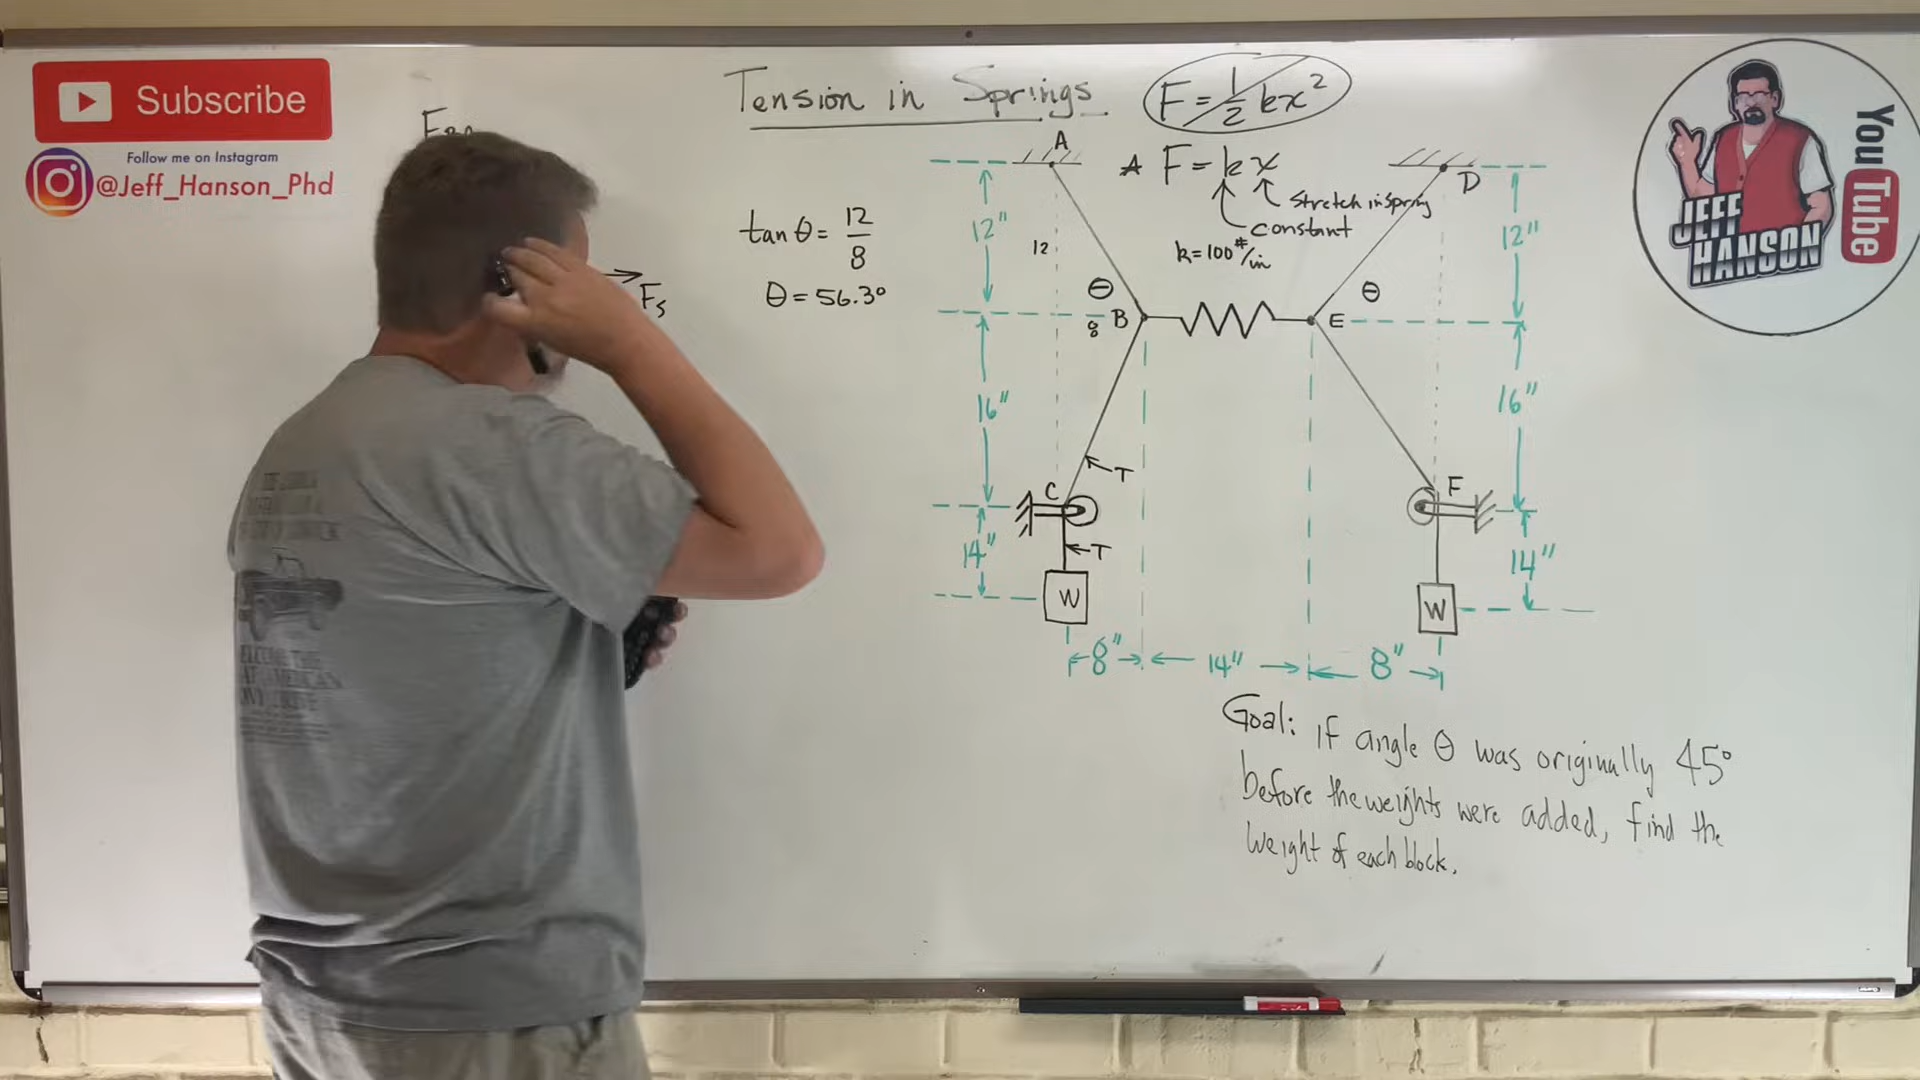 Subscribe
Follow me on Instagram
@Jeff_Hanson_Phd
Tension in Springs
F = 1/2 kx²
F = kx
stretch in spring
constant
k = 100 #/in
tan θ = 12/8
θ = 56.3°
Fs
A
D
12"
12
12"
θ
θ
8
B
E
16"
16"
T
C
F
14"
T
14"
W
W
8"
14"
8"
Goal: if angle θ was originally 45°
before the weights were added, find the
weight of each block.
JEFF
HANSON
YouTube